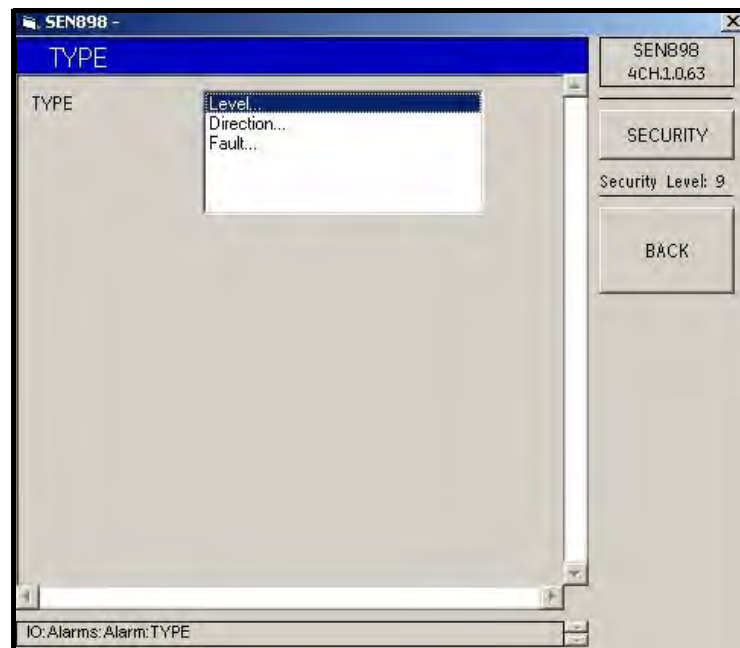 SEN898 -
TYPE
SEN898
4CH.1.0.63
TYPE
Level...
Direction...
Fault...
SECURITY
Security Level: 9
BACK
IO:Alarms:Alarm:TYPE